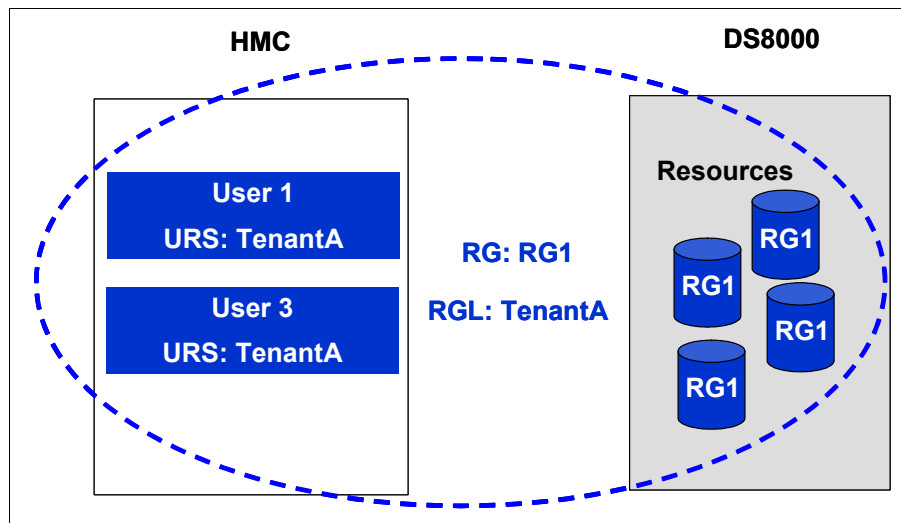 HMC
DS8000
User 1
URS: TenantA
User 3
URS: TenantA
RG: RG1
RGL: TenantA
Resources
RG1
RG1
RG1
RG1